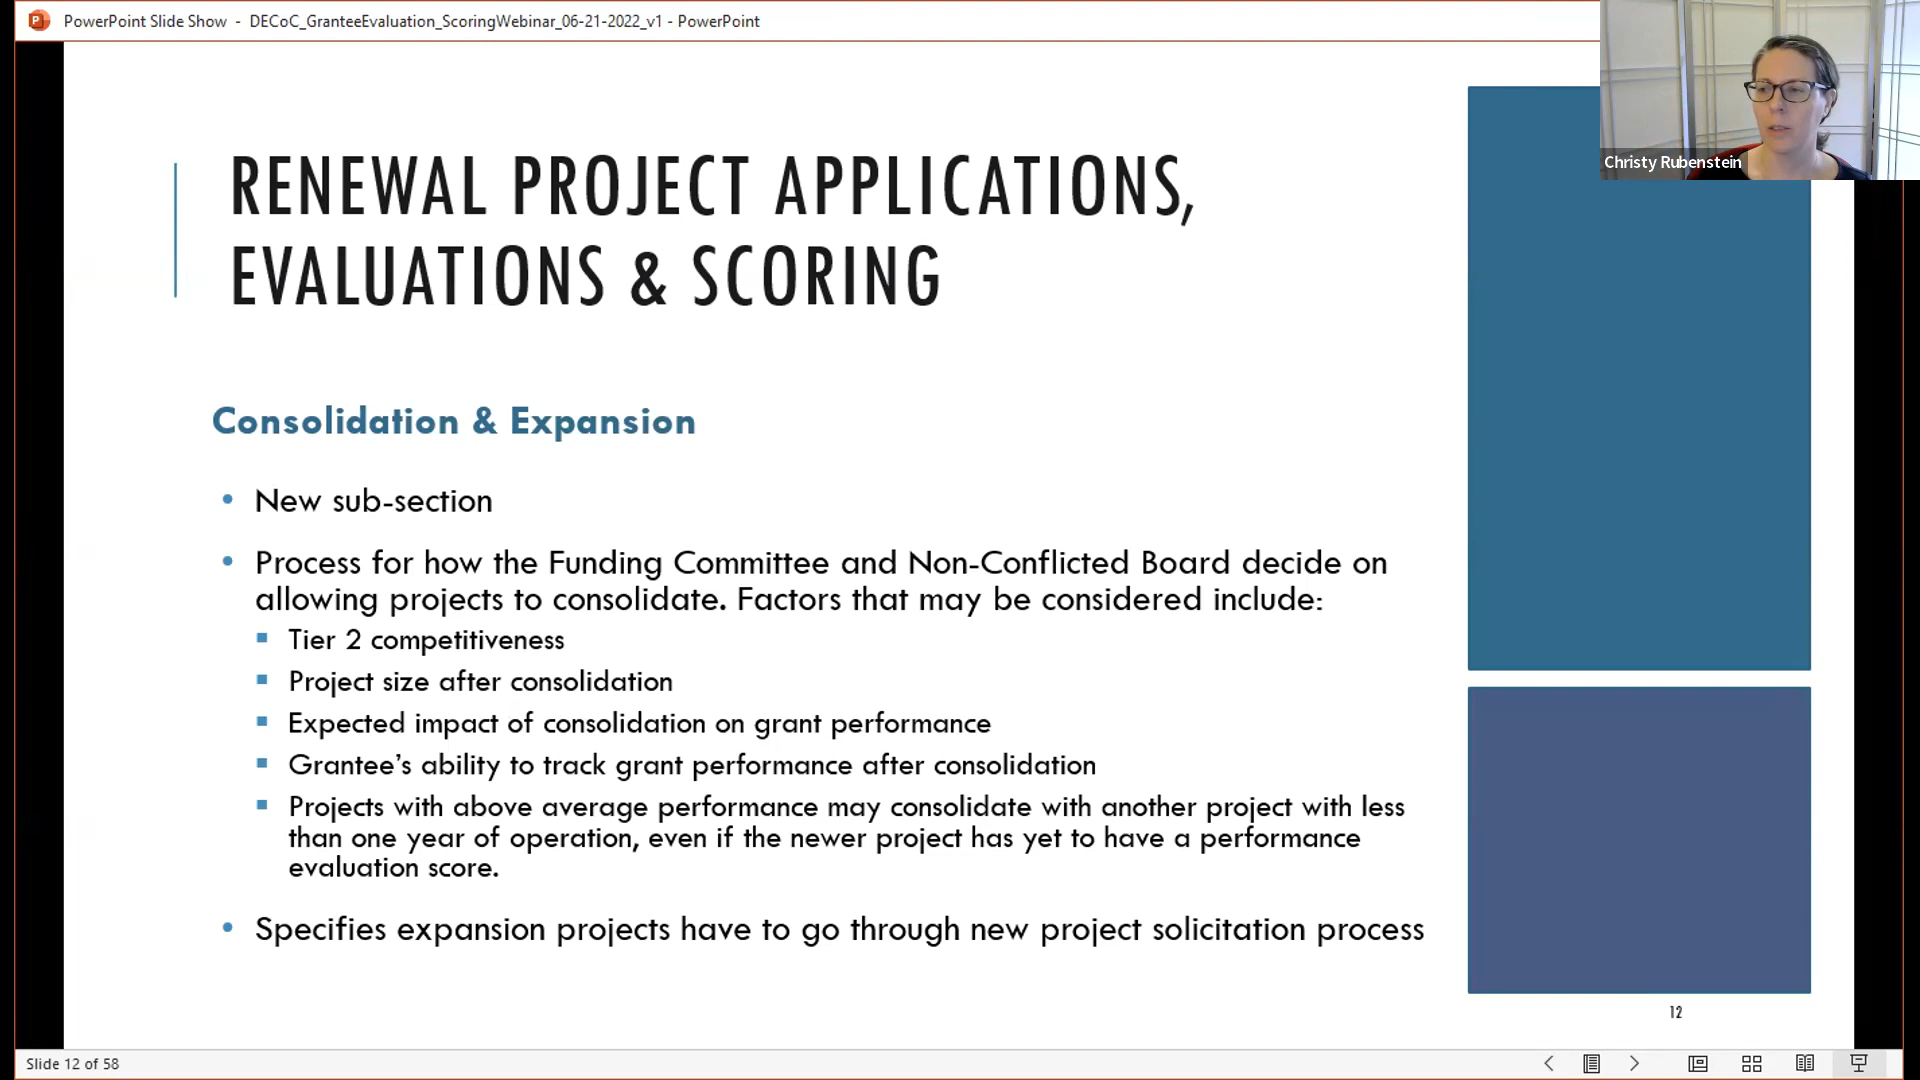 PowerPoint Slide Show - DECoC_GranteeEvaluation_ScoringWebinar_06-21-2022_v1 - PowerPoint
Christy Rubenstein
RENEWAL PROJECT APPLICATIONS,
EVALUATIONS & SCORING
Consolidation & Expansion
• New sub-section
• Process for how the Funding Committee and Non-Conflicted Board decide on
allowing projects to consolidate. Factors that may be considered include:
▪ Tier 2 competitiveness
▪ Project size after consolidation
▪ Expected impact of consolidation on grant performance
▪ Grantee’s ability to track grant performance after consolidation
▪ Projects with above average performance may consolidate with another project with less
than one year of operation, even if the newer project has yet to have a performance
evaluation score.
• Specifies expansion projects have to go through new project solicitation process
12
Slide 12 of 58